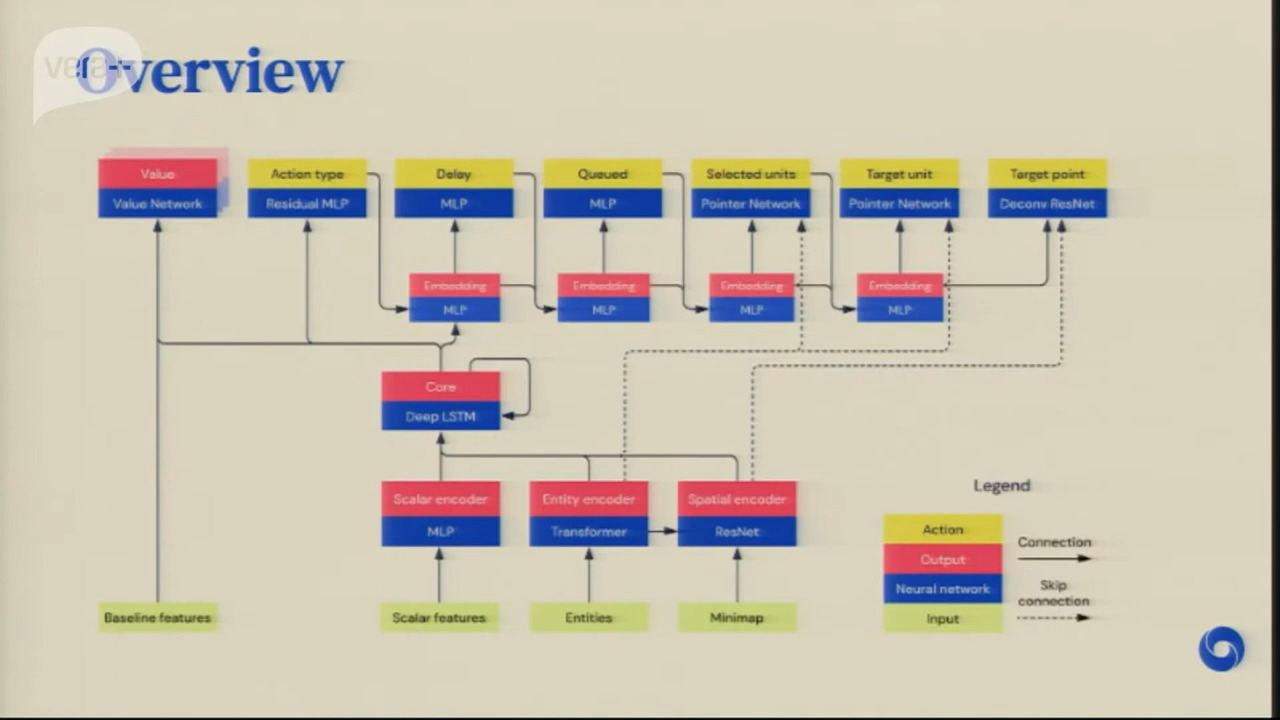 vera+
Overview
Value
Action type
Delay
Queued
Selected units
Target unit
Target point
Value Network
Residual MLP
MLP
MLP
Pointer Network
Pointer Network
Deconv ResNet
Embedding
Embedding
Embedding
Embedding
MLP
MLP
MLP
MLP
Core
Deep LSTM
Scalar encoder
Entity encoder
Spatial encoder
MLP
Transformer
ResNet
Baseline features
Scalar features
Entities
Minimap
Legend
Action
Output
Neural network
Input
Connection
Skip
connection